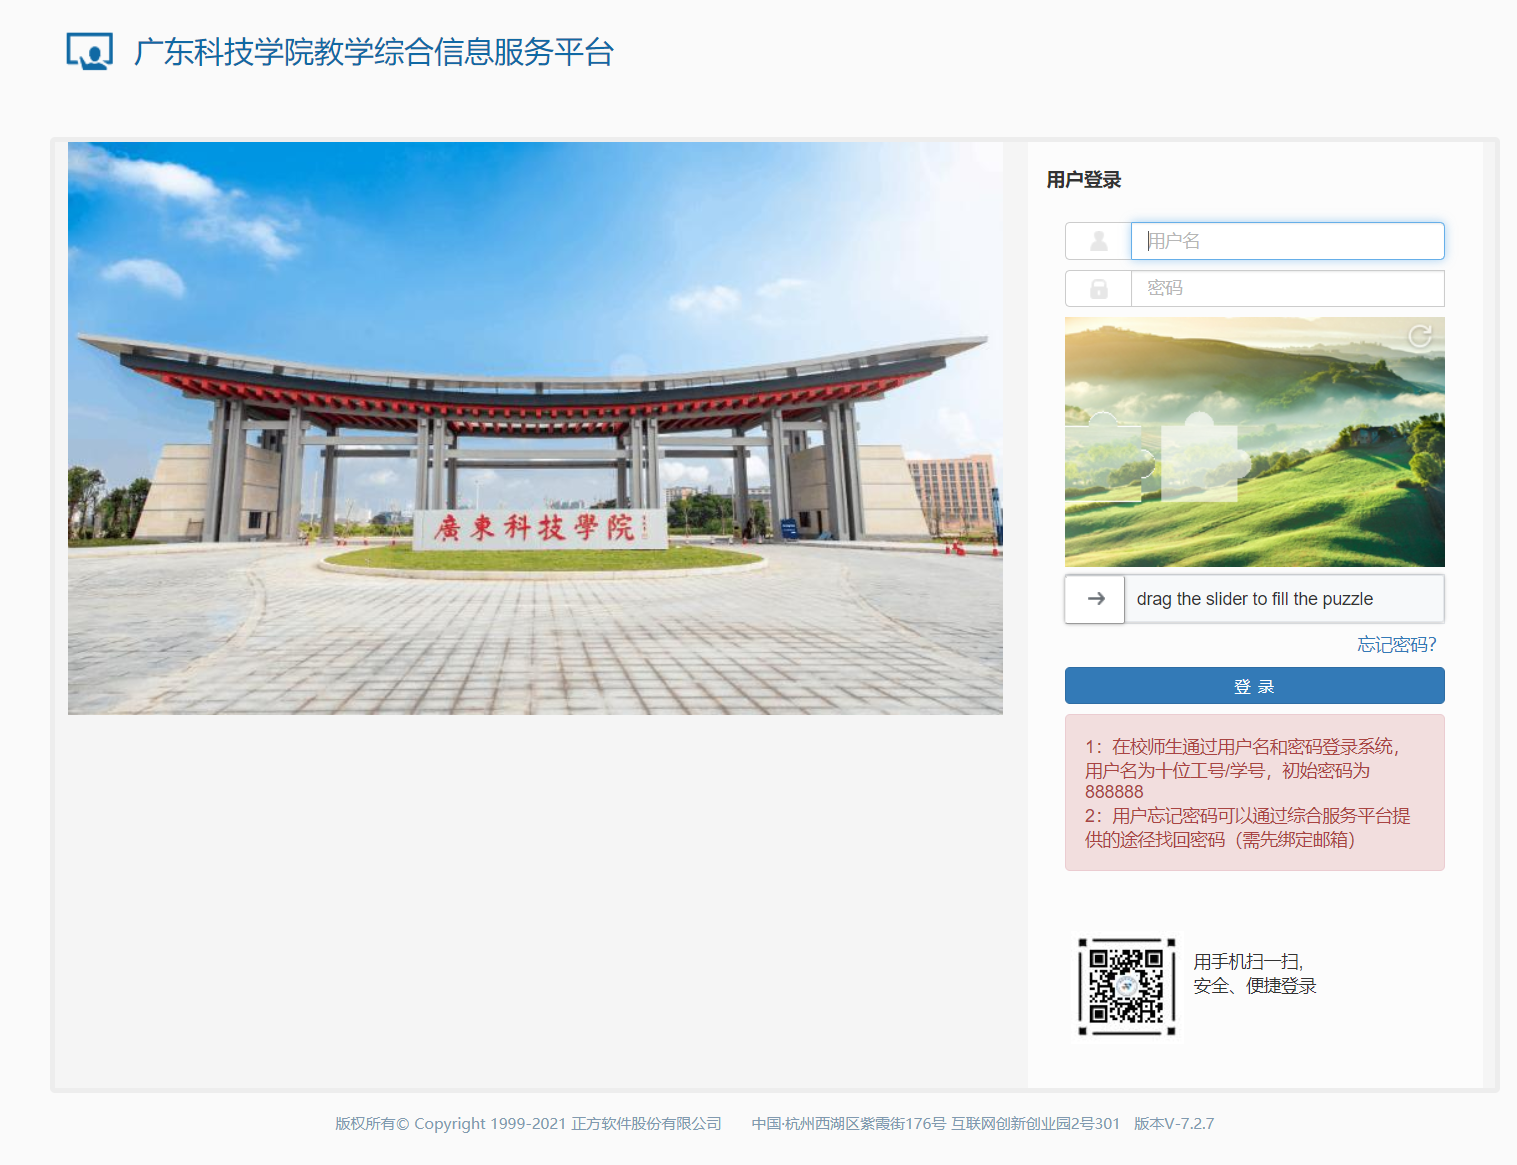 广东科技学院教学综合信息服务平台
廣東科技學院
用户登录
用户名
密码
drag the slider to fill the puzzle
忘记密码?
登 录
1：在校师生通过用户名和密码登录系统，
用户名为十位工号/学号，初始密码为
888888
2：用户忘记密码可以通过综合服务平台提
供的途径找回密码（需先绑定邮箱）
用手机扫一扫,
安全、便捷登录
版权所有© Copyright 1999-2021 正方软件股份有限公司 中国·杭州西湖区紫霞街176号 互联网创新创业园2号301 版本V-7.2.7